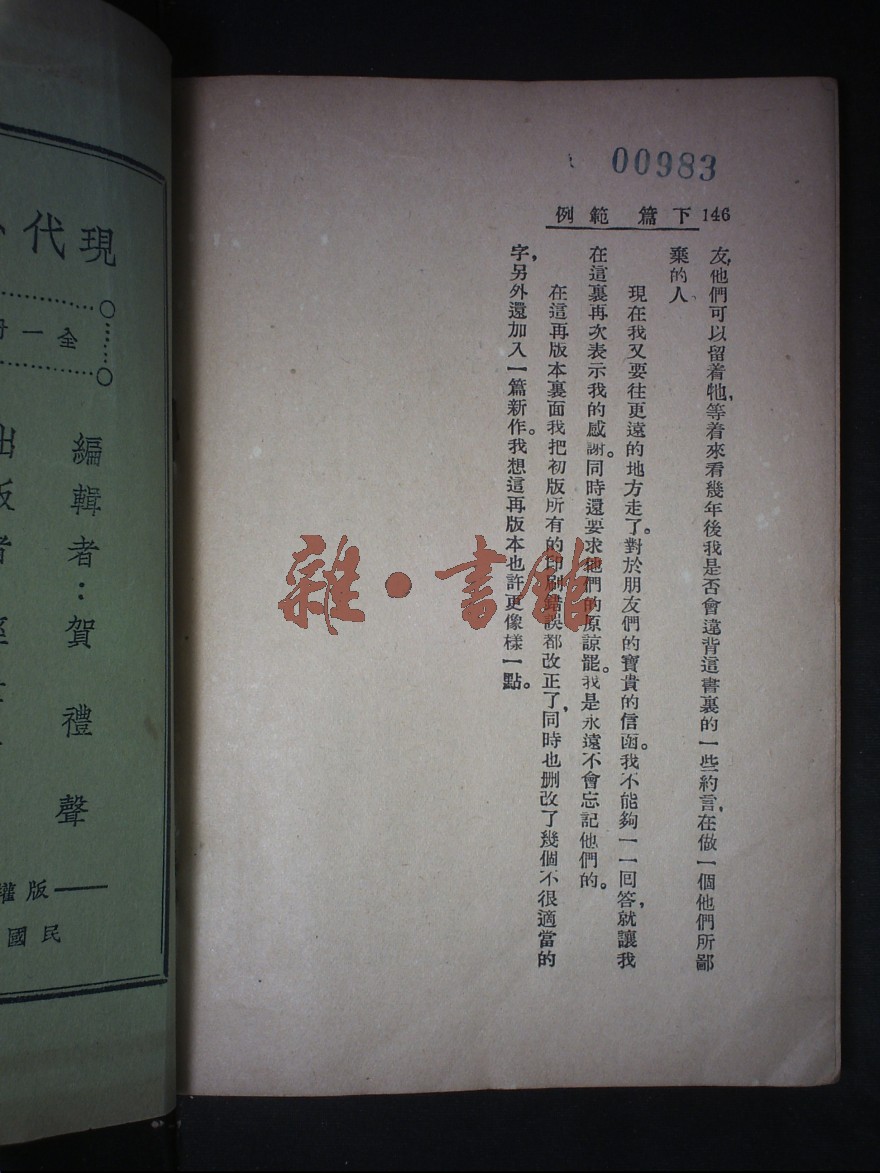 00983
146 下篇 範例
友,他們可以留着牠,等着來看幾年後我是否會違背這書裏的一些約言,在做一個他們所鄙
棄的人。
現在我又要往更遠的地方走了。對於朋友們的寶貴的信函。我不能夠一一回答,就讓我
在這裏再次表示我的感謝。同時還要求他們的原諒罷。我是永遠不會忘記他們的。
在這再版本裏面我把初版所有的印刷錯誤都改正了,同時也刪改了幾個不很適當的
字,另外還加入一篇新作。我想這再版本也許更像樣一點。
雜·書館
現代
全一
編輯者:賀禮聲
出版者
版權
民國